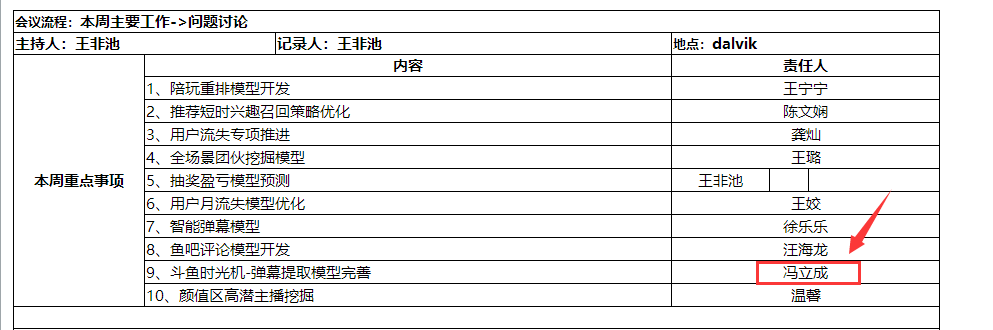 会议流程：本周主要工作->问题讨论
主持人：王非池 记录人：王非池 地点：dalvik
本周重点事项 内容 责任人
1、陪玩重排模型开发 王宁宁
2、推荐短时兴趣召回策略优化 陈文娴
3、用户流失专项推进 龚灿
4、全场景团伙挖掘模型 王璐
5、抽奖盈亏模型预测 王非池
6、用户月流失模型优化 王姣
7、智能弹幕模型 徐乐乐
8、鱼吧评论模型开发 汪海龙
9、斗鱼时光机-弹幕提取模型完善 冯立成
10、颜值区高潜主播挖掘 温馨